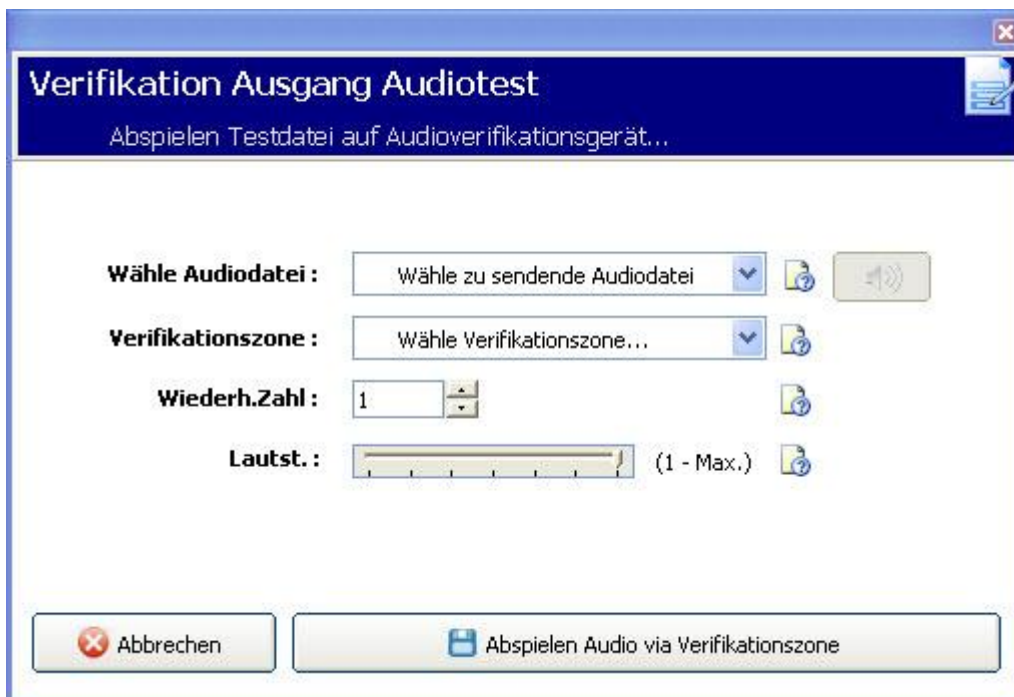 Verifikation Ausgang Audiotest
Abspielen Testdatei auf Audioverifikationsgerät...
Wähle Audiodatei : Wähle zu sendende Audiodatei
Verifikationszone : Wähle Verifikationszone...
Wiederh.Zahl : 1
Lautst. : (1 - Max.)
Abbrechen Abspielen Audio via Verifikationszone